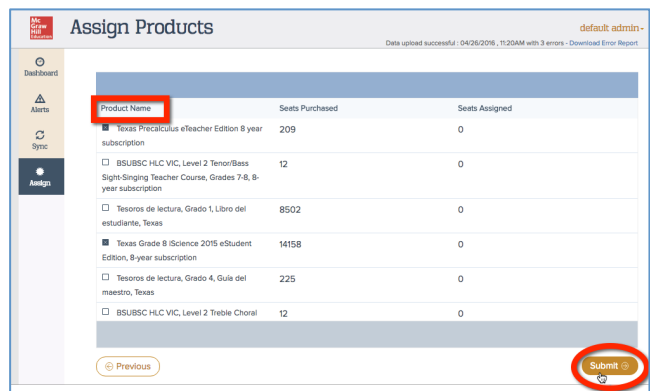 Mc
Graw
Hill
Education
Assign Products
default admin
Data upload successful : 04/26/2016 , 11:20AM with 3 errors - Download Error Report
Dashboard
Alerts
Sync
Assign
Product Name Seats Purchased Seats Assigned
Texas Precalculus eTeacher Edition 8 year 209 0
subscription
BSUBSC HLC VIC, Level 2 Tenor/Bass 12 0
Sight-Singing Teacher Course, Grades 7-8, 8-
year subscription
Tesoros de lectura, Grado 1, Libro del 8502 0
estudiante, Texas
Texas Grade 8 iScience 2015 eStudent 14158 0
Edition, 8-year subscription
Tesoros de lectura, Grado 4, Guía del 225 0
maestro, Texas
BSUBSC HLC VIC, Level 2 Treble Choral 12 0
Previous
Submit